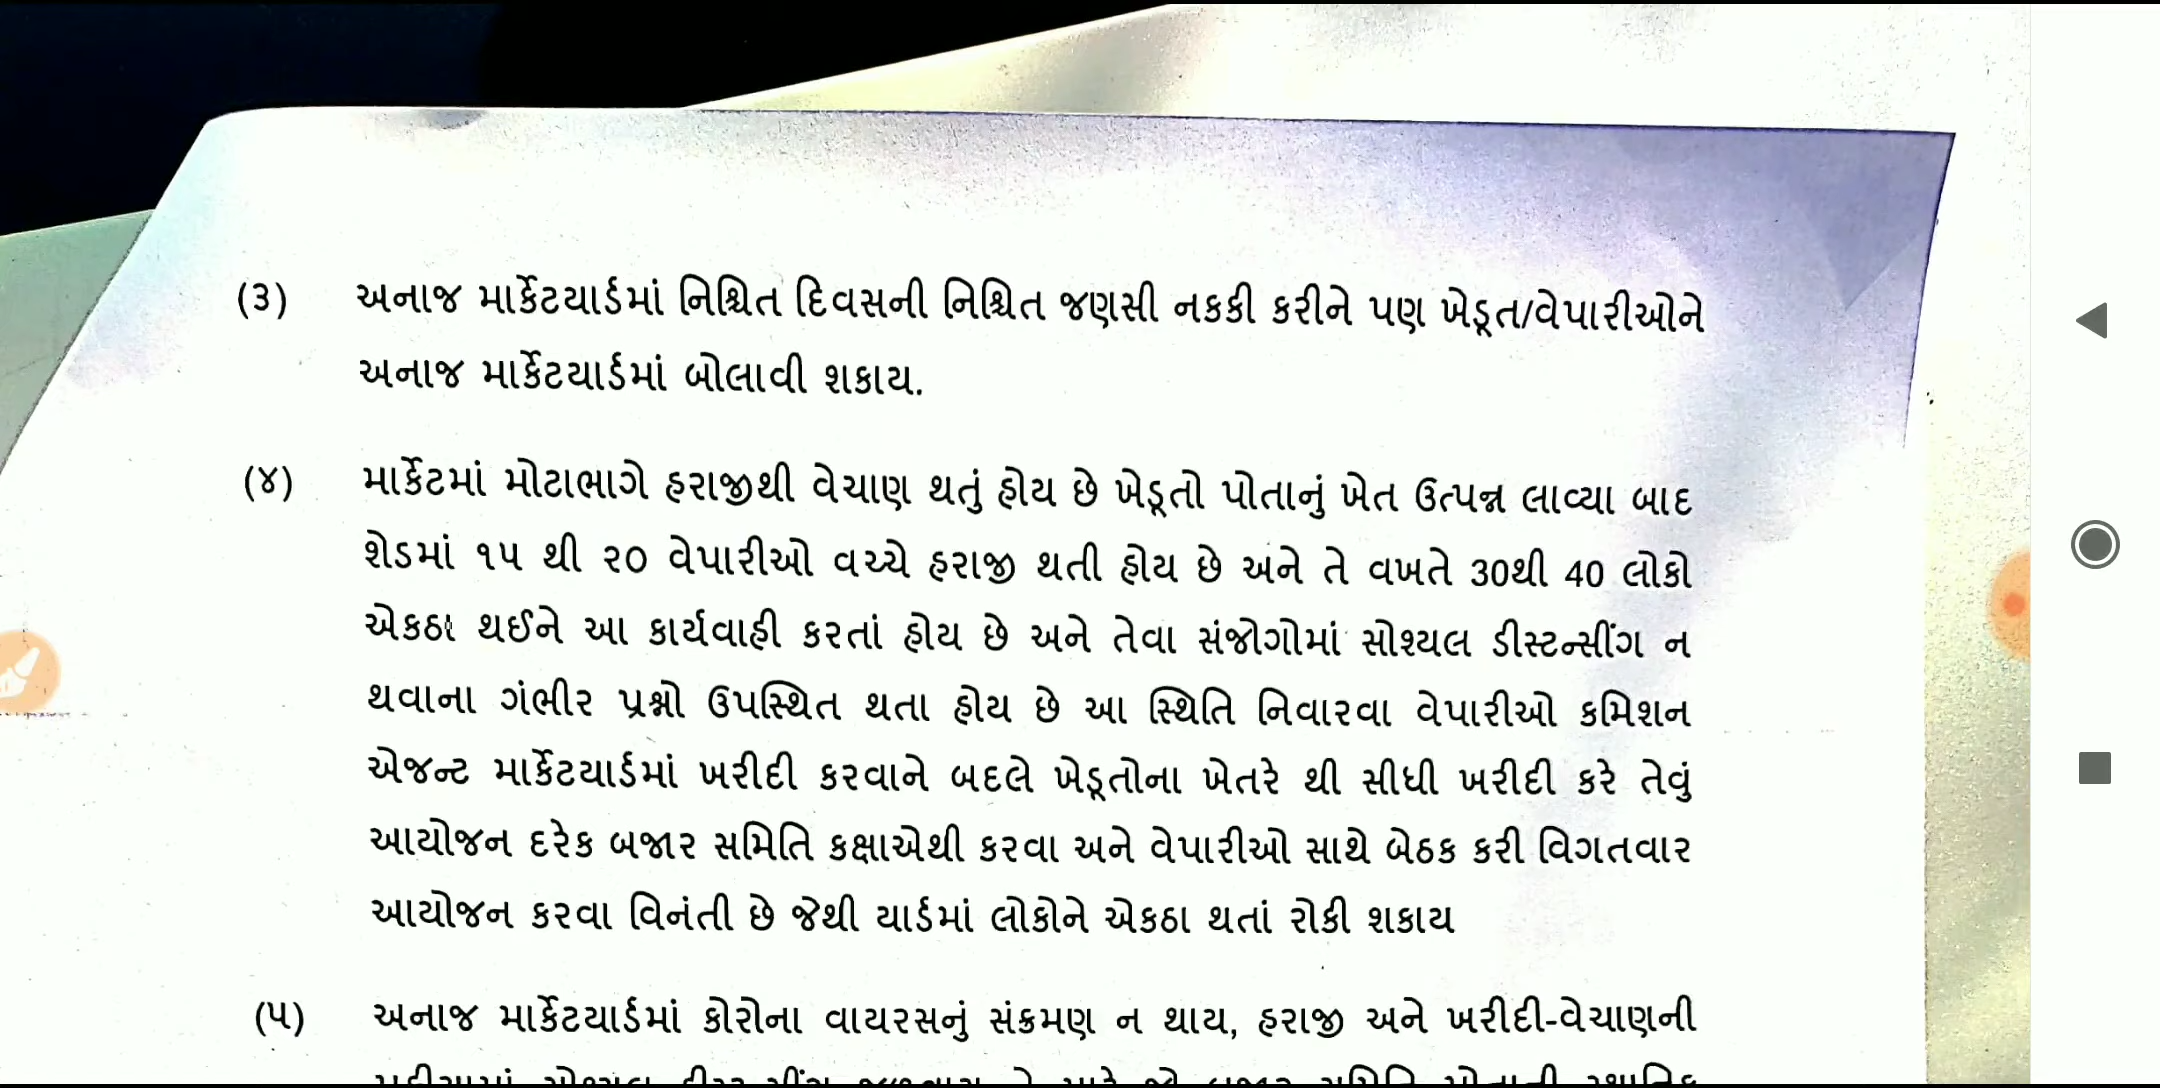 (૩) અનાજ માર્કેટયાર્ડમાં નિશ્ચિત દિવસની નિશ્ચિત જણસી નકકી કરીને પણ ખેડૂત/વેપારીઓને
અનાજ માર્કેટયાર્ડમાં બોલાવી શકાય.
(૪) માર્કેટમાં મોટાભાગે હરાજીથી વેચાણ થતું હોય છે ખેડૂતો પોતાનું ખેત ઉત્પન્ન લાવ્યા બાદ
શેડમાં ૧૫ થી ૨૦ વેપારીઓ વચ્ચે હરાજી થતી હોય છે અને તે વખતે 30થી 40 લોકો
એકઠા થઈને આ કાર્યવાહી કરતાં હોય છે અને તેવા સંજોગોમાં સોશ્યલ ડીસ્ટન્સીંગ ન
થવાના ગંભીર પ્રશ્નો ઉપસ્થિત થતા હોય છે આ સ્થિતિ નિવારવા વેપારીઓ કમિશન
એજન્ટ માર્કેટયાર્ડમાં ખરીદી કરવાને બદલે ખેડૂતોના ખેતરે થી સીધી ખરીદી કરે તેવું
આયોજન દરેક બજાર સમિતિ કક્ષાએથી કરવા અને વેપારીઓ સાથે બેઠક કરી વિગતવાર
આયોજન કરવા વિનંતી છે જેથી યાર્ડમાં લોકોને એકઠા થતાં રોકી શકાય
(૫) અનાજ માર્કેટયાર્ડમાં કોરોના વાયરસનું સંક્રમણ ન થાય, હરાજી અને ખરીદી-વેચાણની